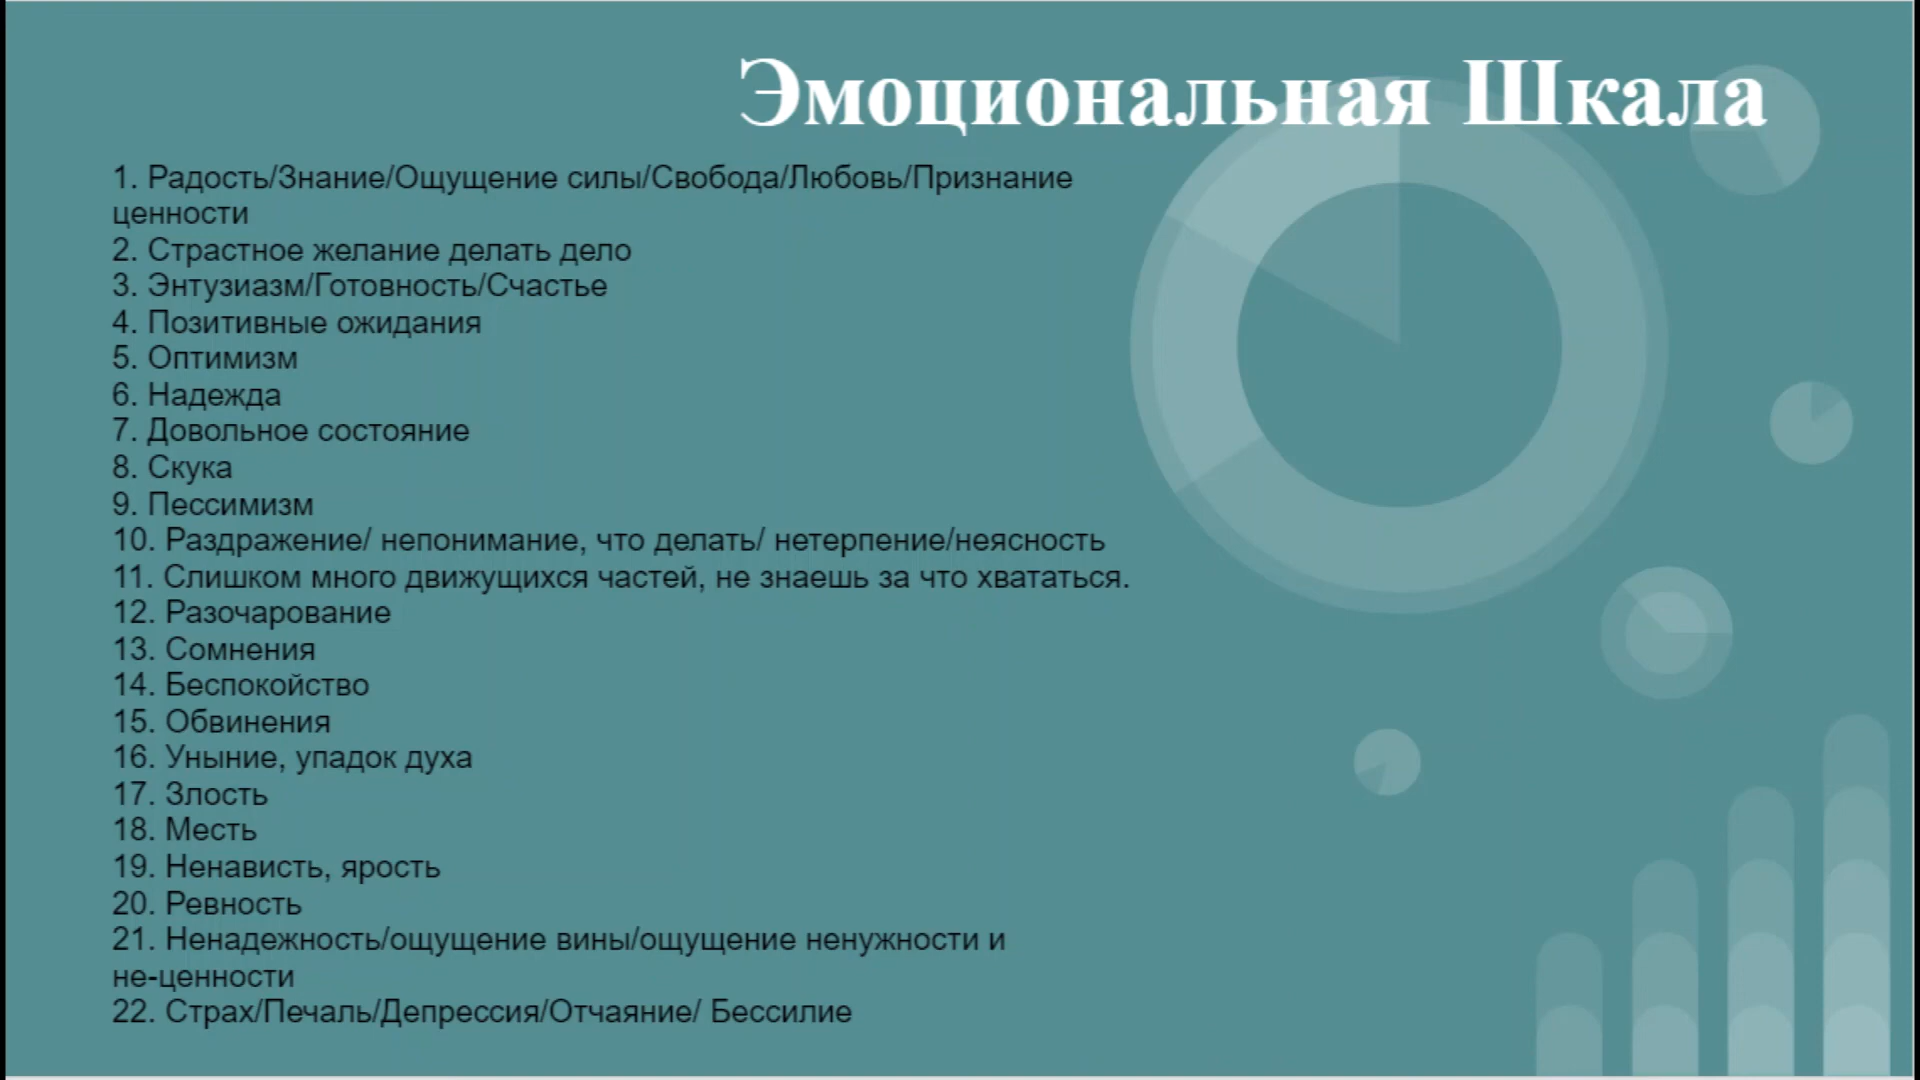 Эмоциональная Шкала
1. Радость/Знание/Ощущение силы/Свобода/Любовь/Признание
ценности
2. Страстное желание делать дело
3. Энтузиазм/Готовность/Счастье
4. Позитивные ожидания
5. Оптимизм
6. Надежда
7. Довольное состояние
8. Скука
9. Пессимизм
10. Раздражение/ непонимание, что делать/ нетерпение/неясность
11. Слишком много движущихся частей, не знаешь за что хвататься.
12. Разочарование
13. Сомнения
14. Беспокойство
15. Обвинения
16. Уныние, упадок духа
17. Злость
18. Месть
19. Ненависть, ярость
20. Ревность
21. Ненадежность/ощущение вины/ощущение ненужности и
не-ценности
22. Страх/Печаль/Депрессия/Отчаяние/ Бессилие